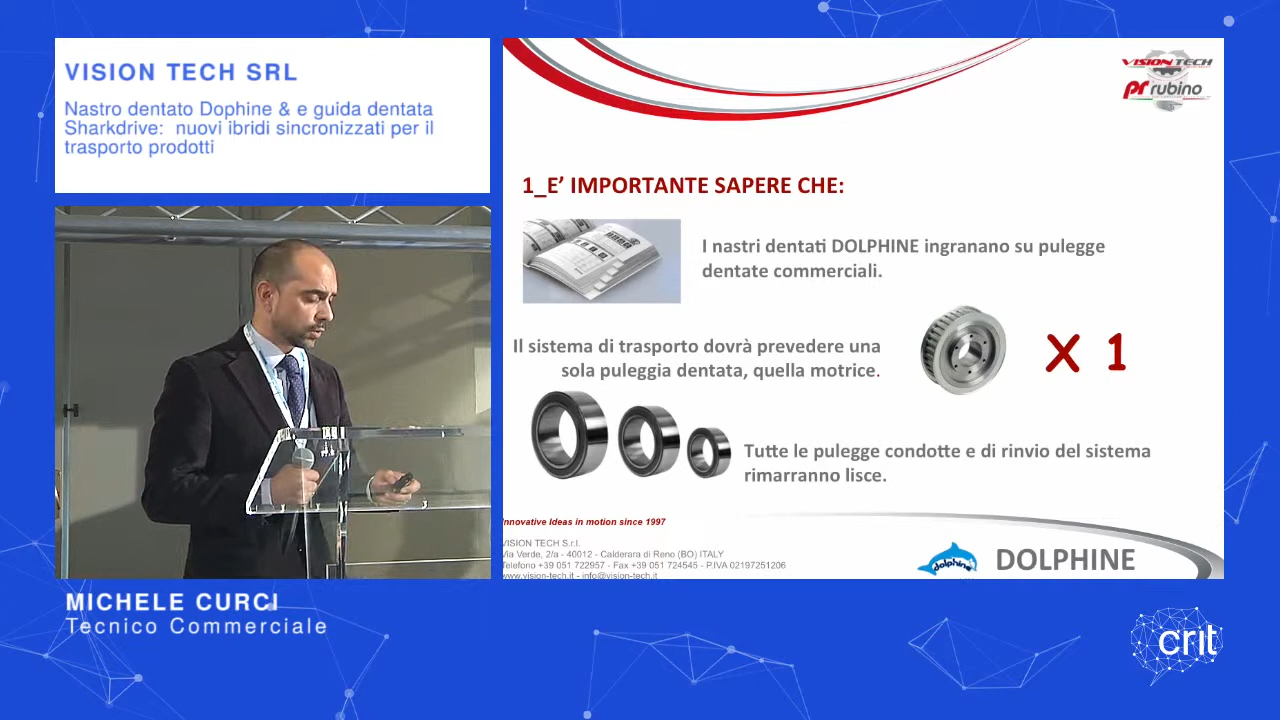 VISION TECH SRL
Nastro dentato Dophine & e guida dentata
Sharkdrive: nuovi ibridi sincronizzati per il
trasporto prodotti
VISION TECH
pr rubino
1_E’ IMPORTANTE SAPERE CHE:
I nastri dentati DOLPHINE ingranano su pulegge
dentate commerciali.
Il sistema di trasporto dovrà prevedere una
sola puleggia dentata, quella motrice.
X 1
Tutte le pulegge condotte e di rinvio del sistema
rimarranno lisce.
Innovative Ideas in motion since 1997
VISION TECH S.r.l.
Via Verde, 2/a - 40012 - Calderara di Reno (BO) ITALY
Telefono +39 051 722957 - Fax +39 051 724545 - P.IVA 02197251206
www.vision-tech.it - info@vision-tech.it
dolphine
DOLPHINE
MICHELE CURCI
Tecnico Commerciale
crit